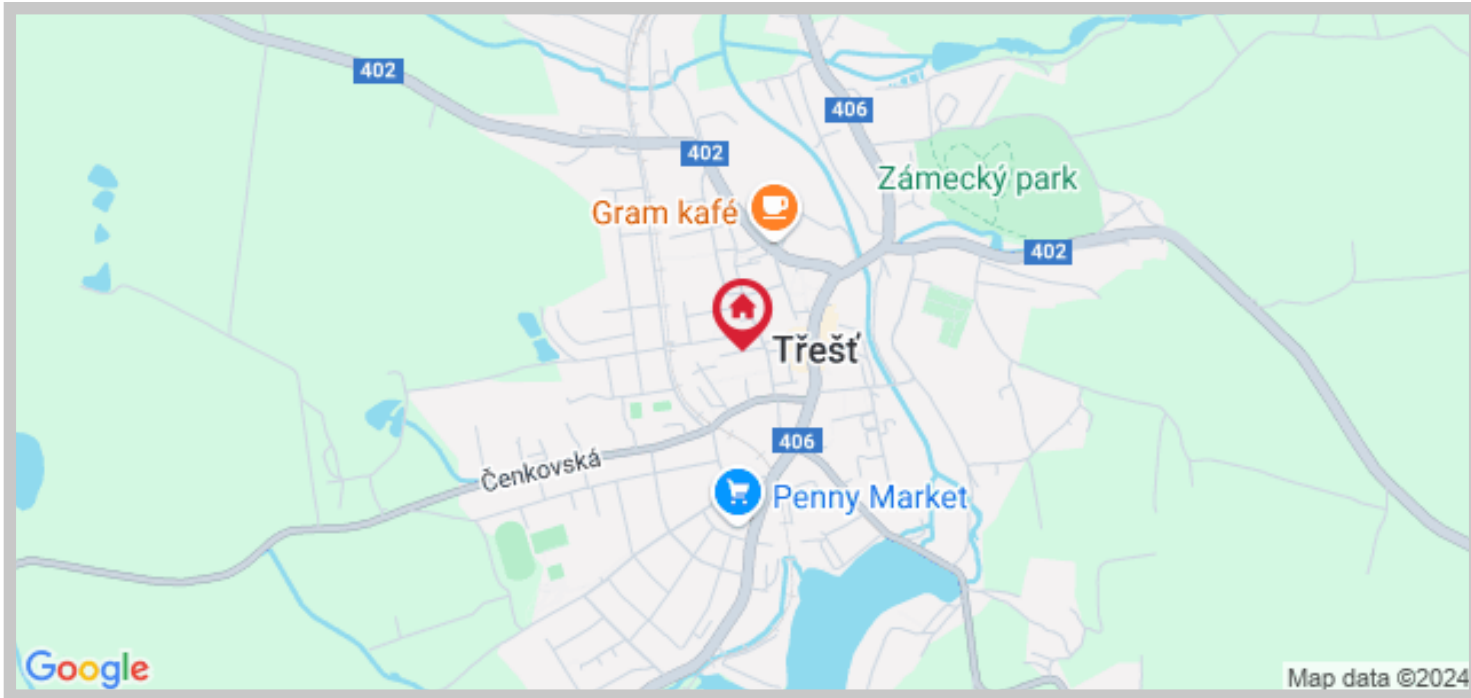 402
406
402
Zámecký park
Gram kafé
402
Třešť
406
Čenkovská
Penny Market
Google
Map data ©2024